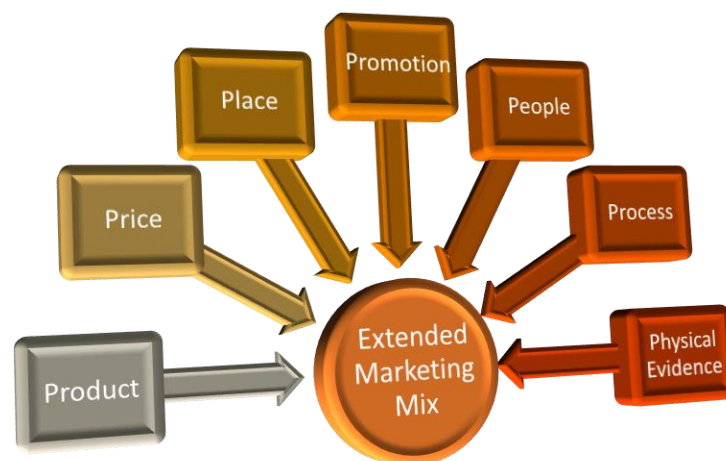 Product
Price
Place
Promotion
People
Process
Physical
Evidence
Extended
Marketing
Mix